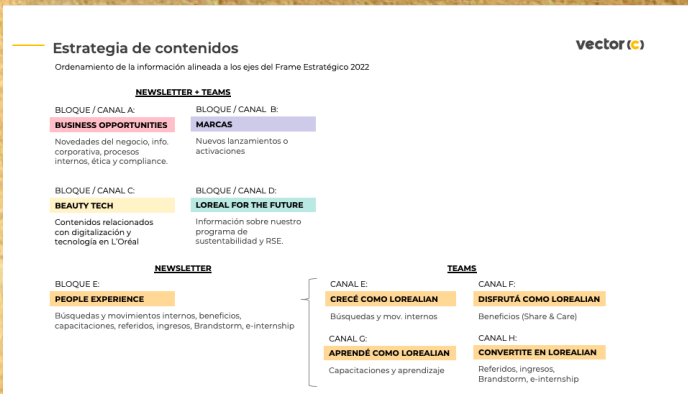 Estrategia de contenidos
vector(c)
Ordenamiento de la información alineada a los ejes del Frame Estratégico 2022
NEWSLETTER + TEAMS
BLOQUE / CANAL A:
BUSINESS OPPORTUNITIES
Novedades del negocio, info.
corporativa, procesos
internos, ética y compliance.
BLOQUE / CANAL B:
MARCAS
Nuevos lanzamientos o
activaciones
BLOQUE / CANAL C:
BEAUTY TECH
Contenidos relacionados
con digitalización y
tecnología en L'Oréal
BLOQUE / CANAL D:
LOREAL FOR THE FUTURE
Información sobre nuestro
programa de
sustentabilidad y RSE.
NEWSLETTER
BLOQUE E:
PEOPLE EXPERIENCE
Búsquedas y movimientos internos, beneficios,
capacitaciones, referidos, ingresos, Brandstorm, e-internship
TEAMS
CANAL E:
CRECÉ COMO LOREALIAN
Búsquedas y mov. internos
CANAL F:
DISFRUTÁ COMO LOREALIAN
Beneficios (Share & Care)
CANAL G:
APRENDÉ COMO LOREALIAN
Capacitaciones y aprendizaje
CANAL H:
CONVERTITE EN LOREALIAN
Referidos, ingresos,
Brandstorm, e-internship